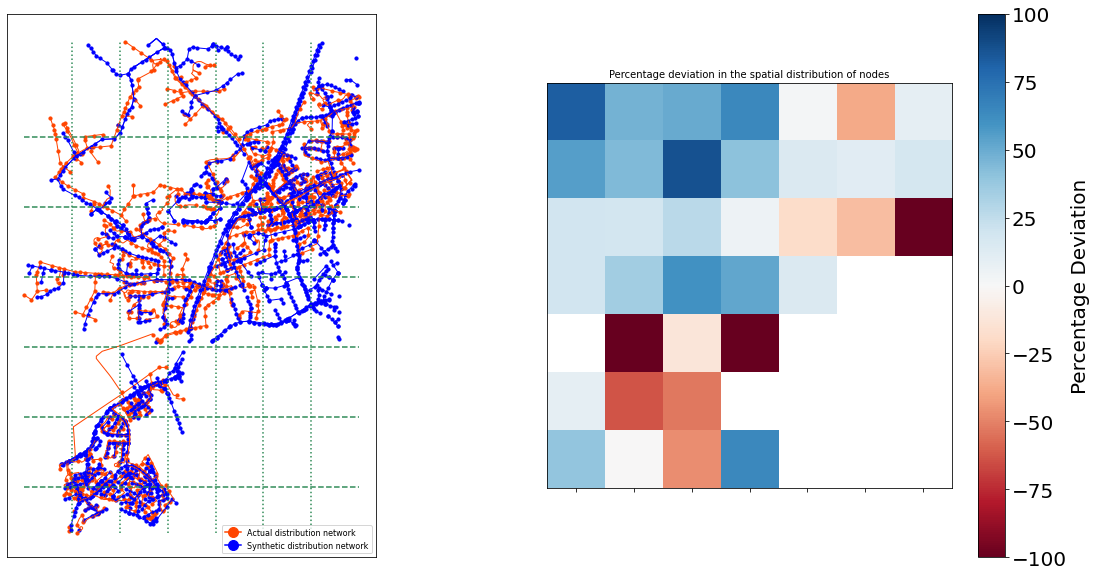 Actual distribution network
Synthetic distribution network
Percentage deviation in the spatial distribution of nodes
100
75
50
25
0
−25
−50
−75
−100
Percentage Deviation